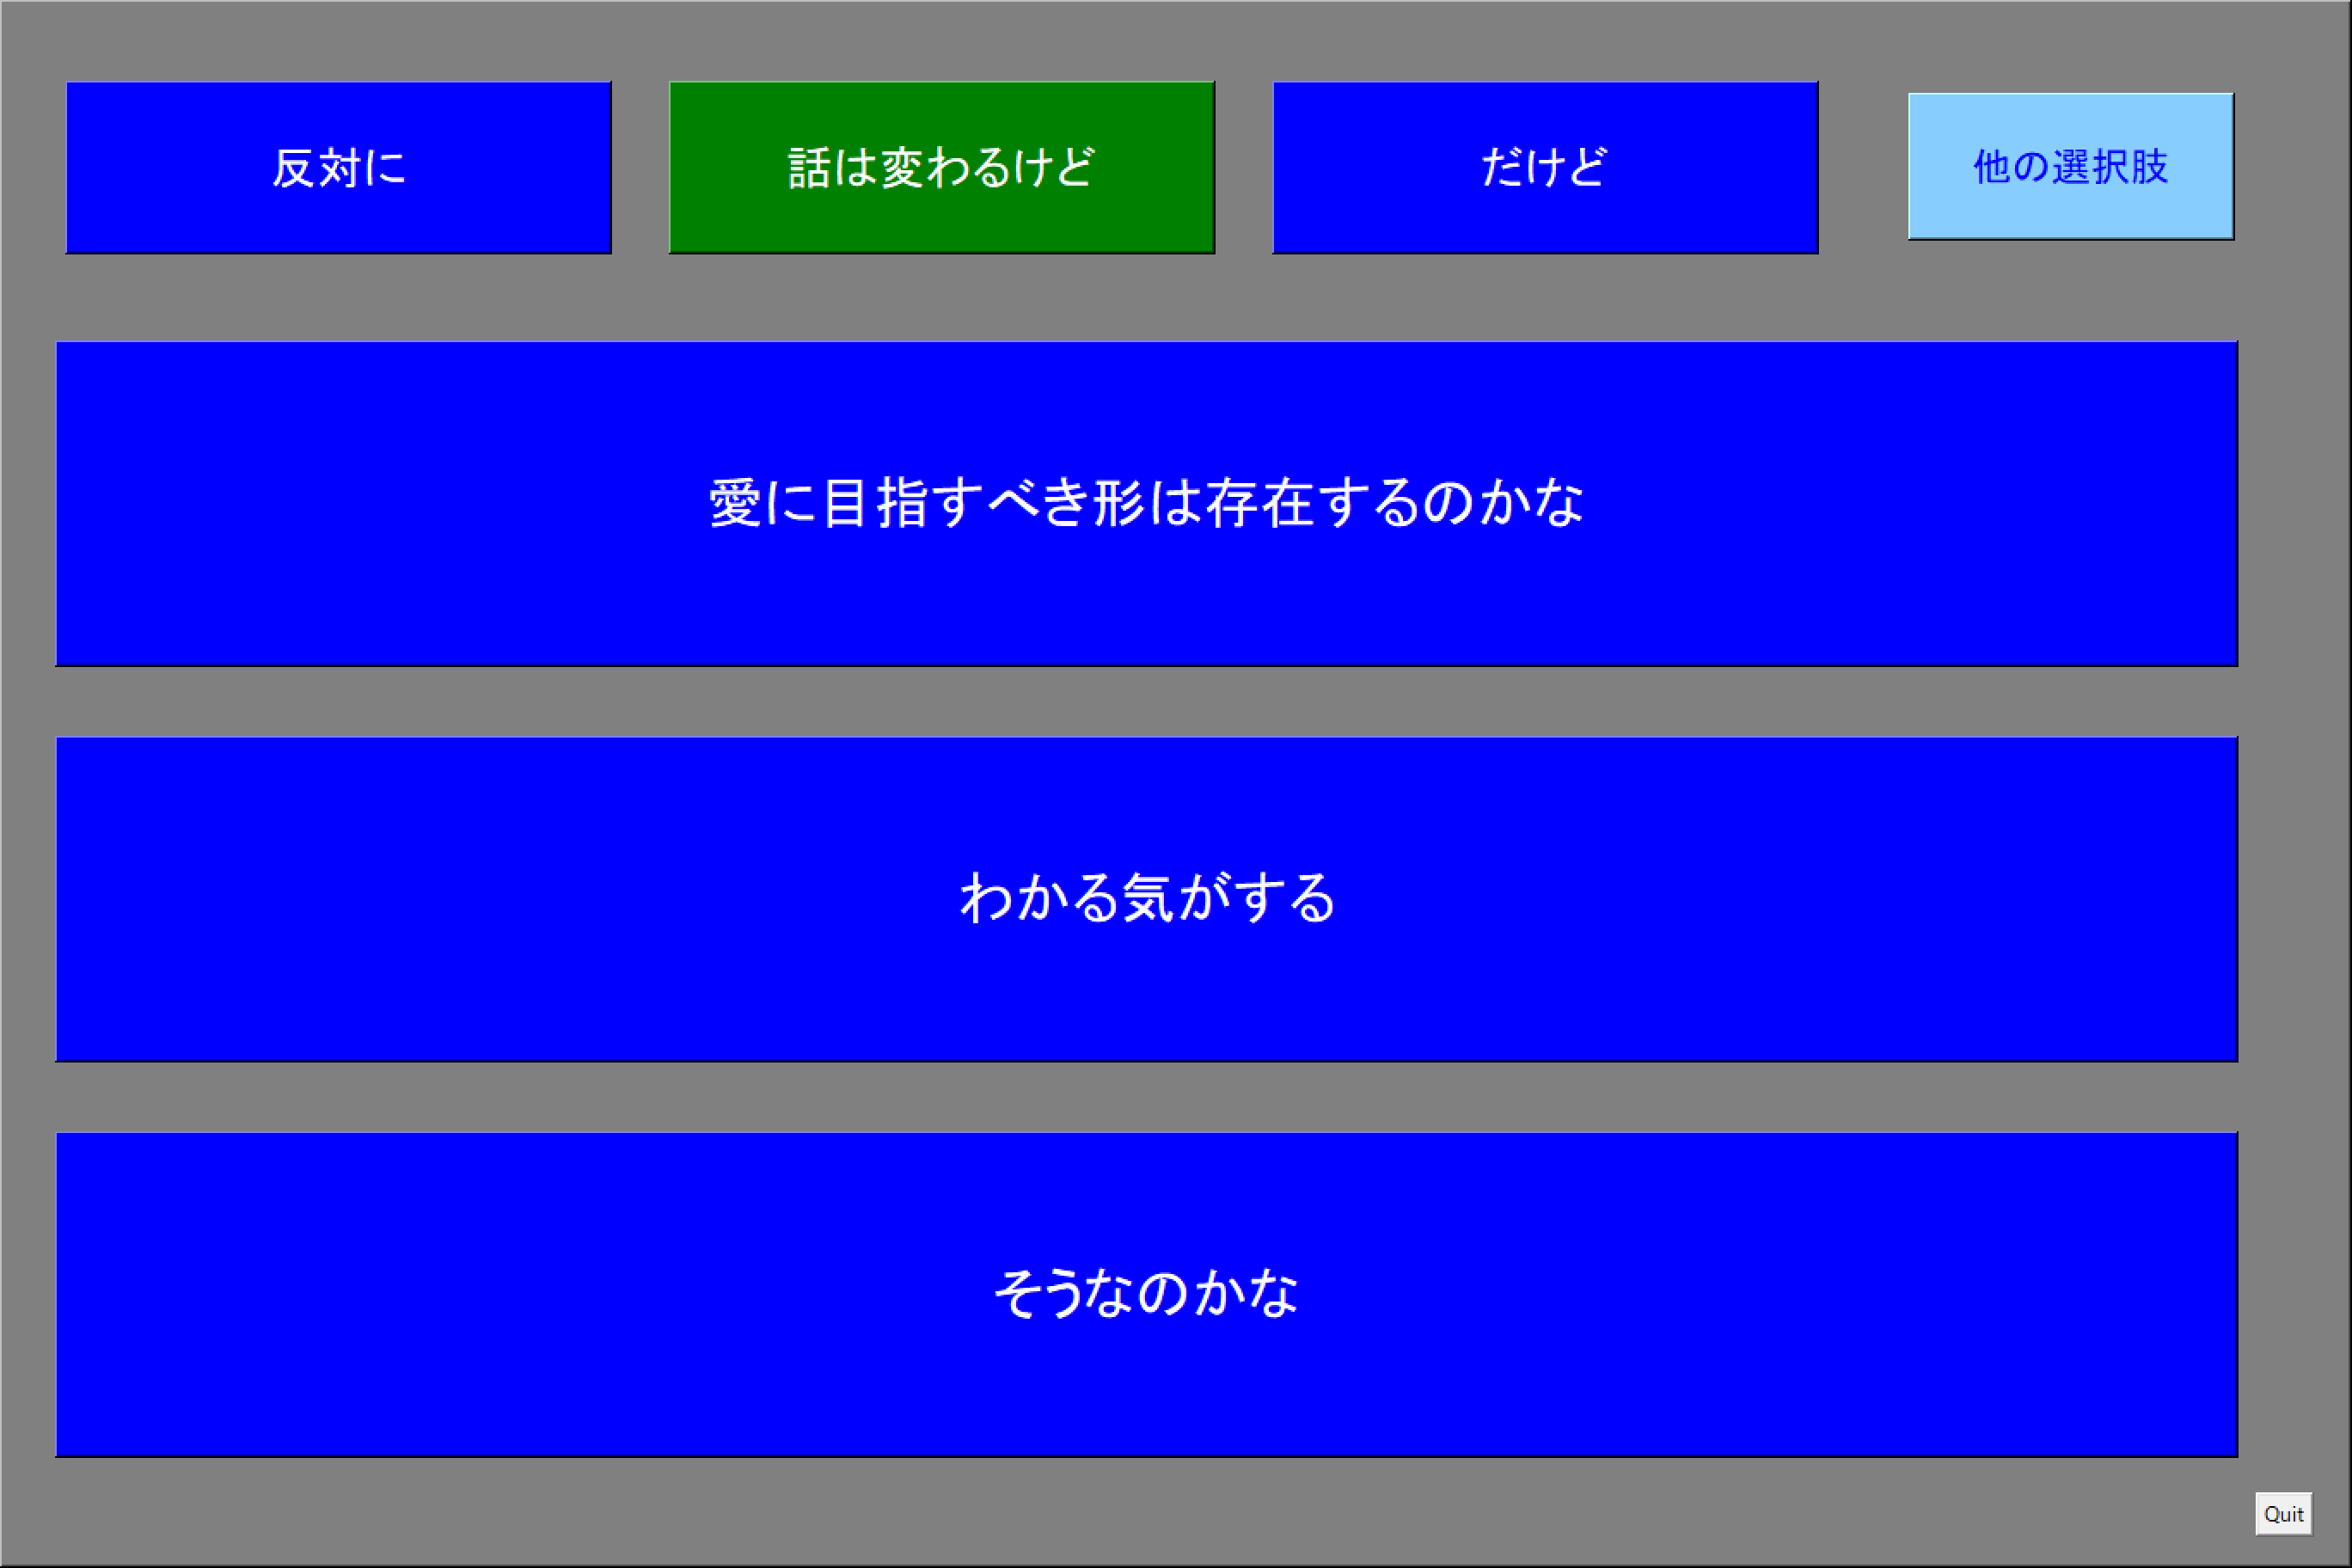 反対に
話は変わるけど
だけど
他の選択肢
愛に目指すべき形は存在するのかな
わかる気がする
そうなのかな
Quit